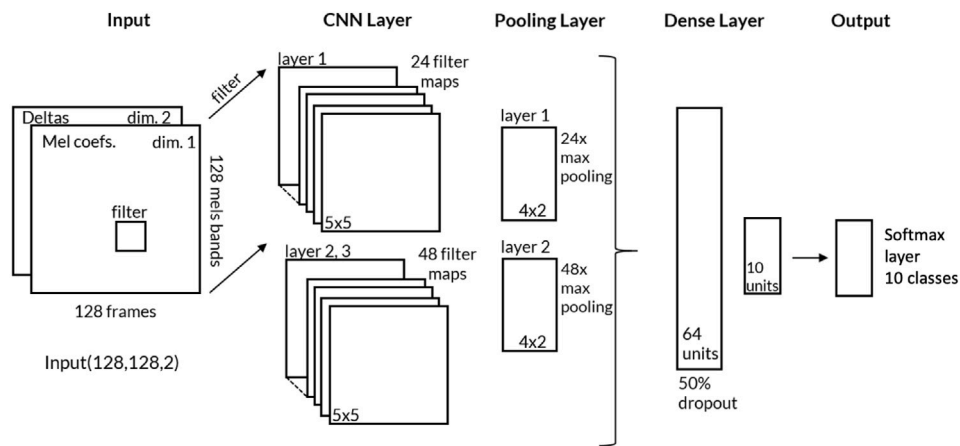 Input
CNN Layer
Pooling Layer
Dense Layer
Output
Deltas
dim. 2
Mel coefs.
dim. 1
filter
128 mels bands
128 frames
Input(128,128,2)
filter
layer 1
24 filter
maps
5x5
layer 2, 3
48 filter
maps
5x5
layer 1
24x
max
pooling
4x2
layer 2
48x
max
pooling
4x2
64
units
50%
dropout
10
units
Softmax
layer
10 classes